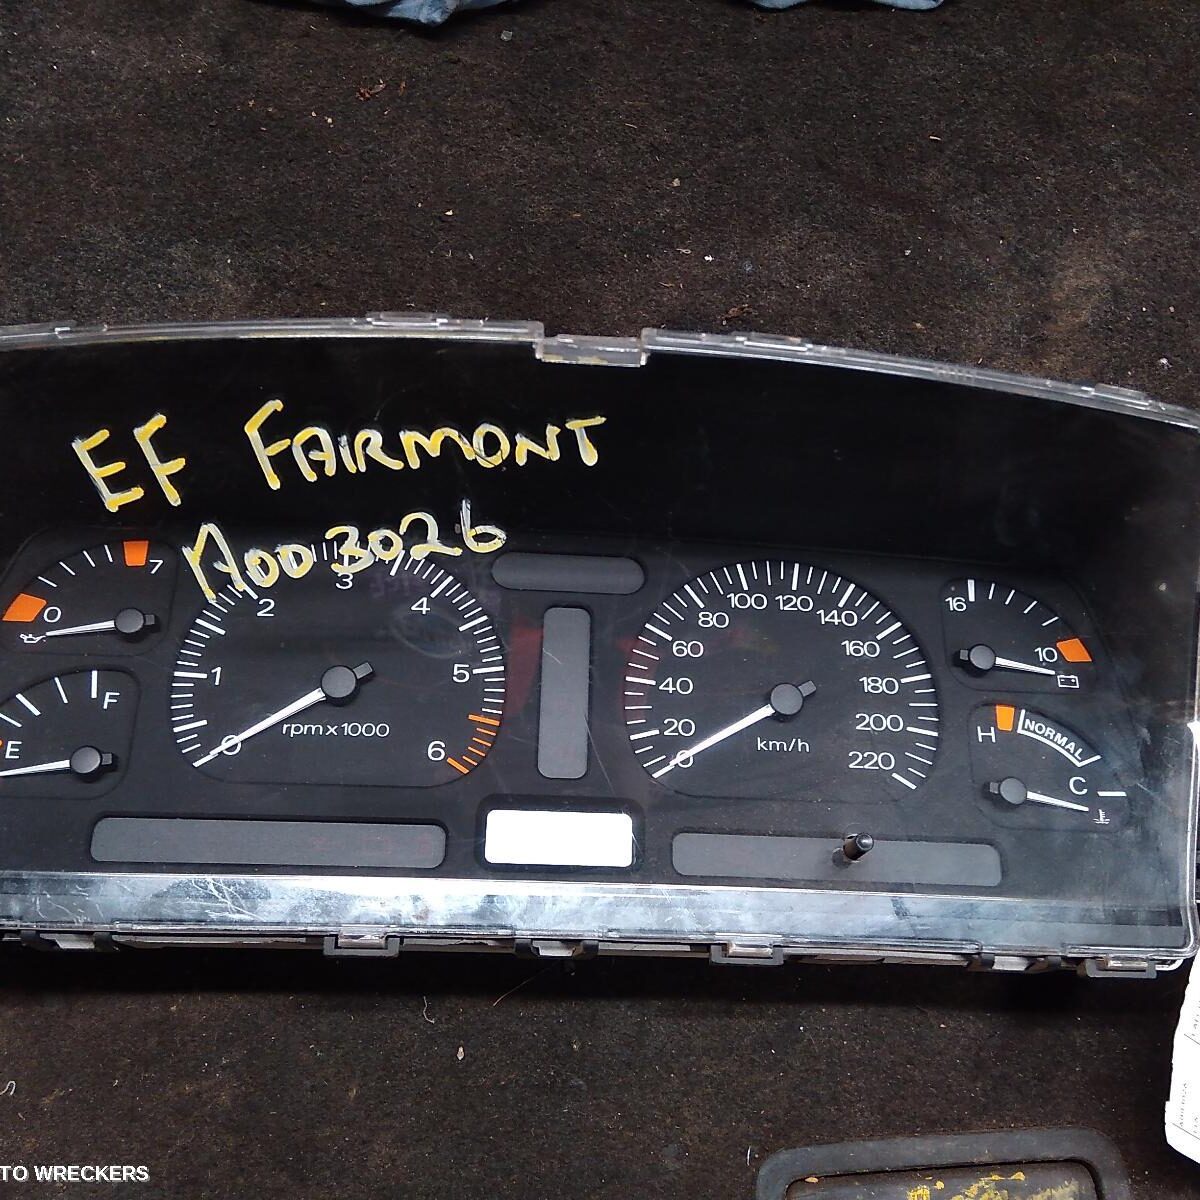 EF FAIRMONT
A003026
7
0
F
E
0
1
2
3
4
5
6
rpm x 1000
0
20
40
60
80
100
120
140
160
180
200
220
km/h
16
10
H
NORMAL
C
TO WRECKERS